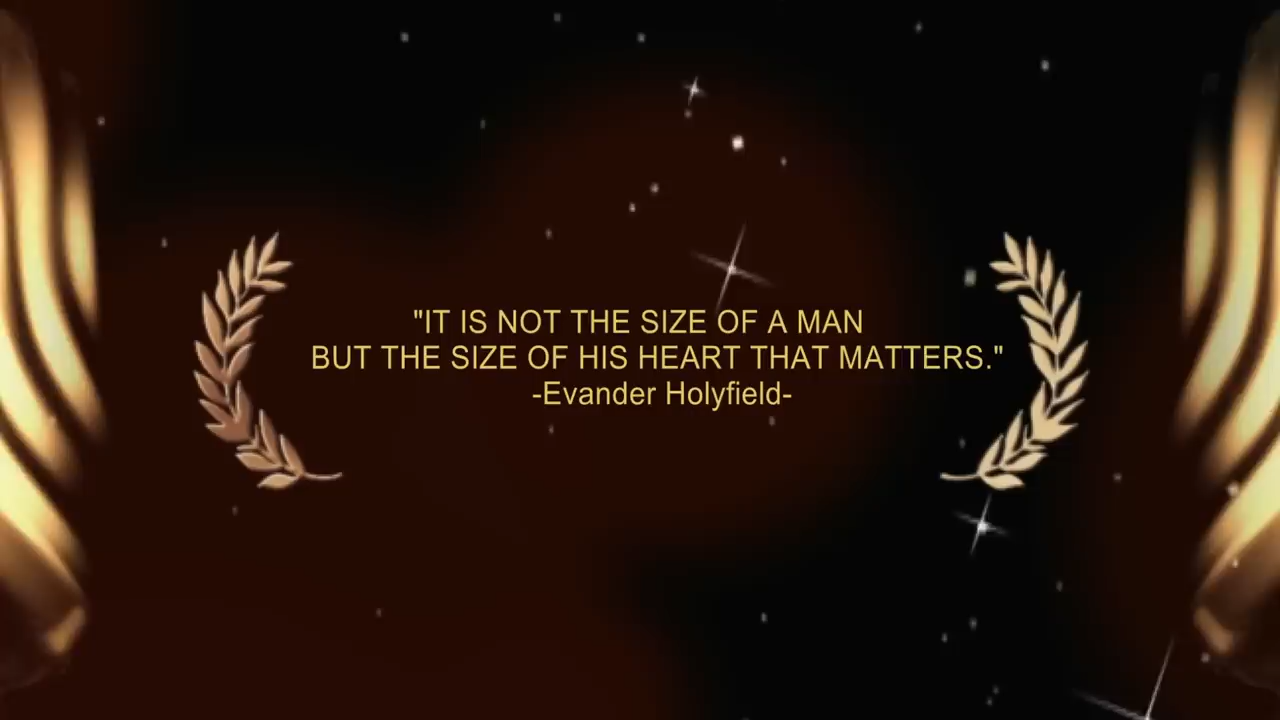 "IT IS NOT THE SIZE OF A MAN
BUT THE SIZE OF HIS HEART THAT MATTERS."
-Evander Holyfield-